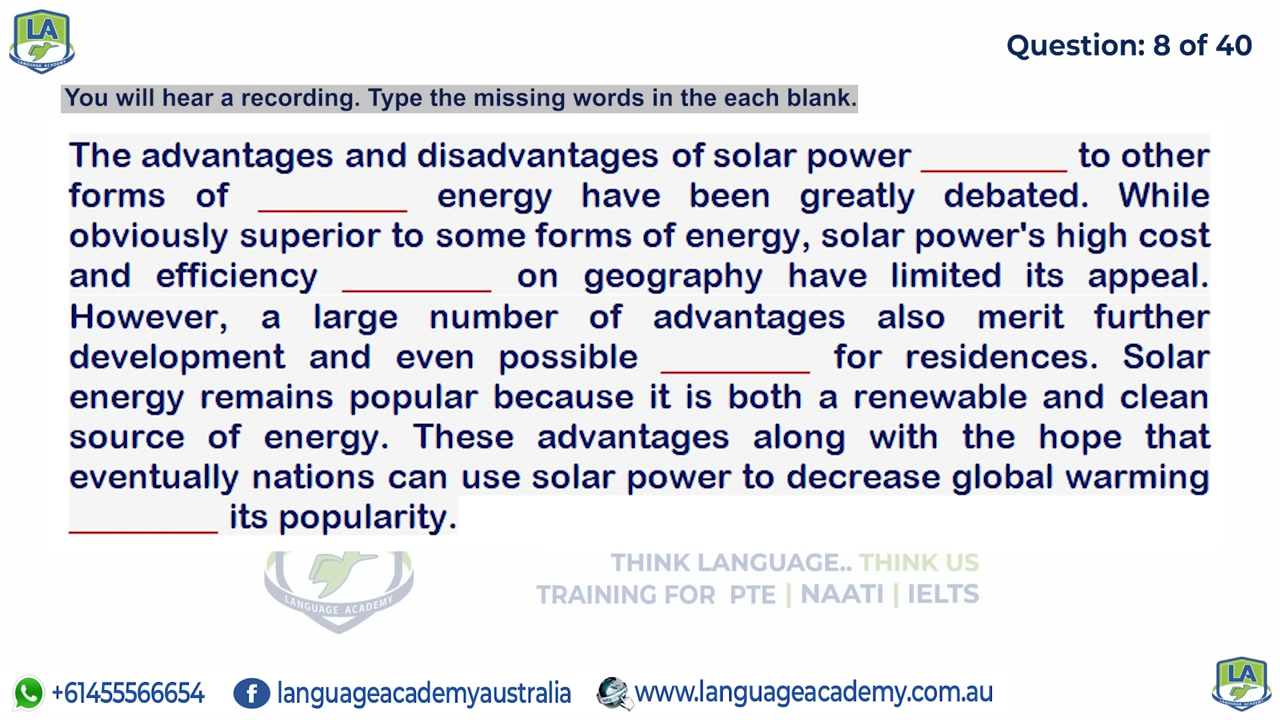 LA
LANGUAGE ACADEMY
Question: 8 of 40
You will hear a recording. Type the missing words in the each blank.
The advantages and disadvantages of solar power ________ to other
forms of ________ energy have been greatly debated. While
obviously superior to some forms of energy, solar power's high cost
and efficiency ________ on geography have limited its appeal.
However, a large number of advantages also merit further
development and even possible ________ for residences. Solar
energy remains popular because it is both a renewable and clean
source of energy. These advantages along with the hope that
eventually nations can use solar power to decrease global warming
________ its popularity.
LANGUAGE ACADEMY
THINK LANGUAGE.. THINK US
TRAINING FOR PTE | NAATI | IELTS
+61455566654 languageacademyaustralia www.languageacademy.com.au
LA
LANGUAGE ACADEMY